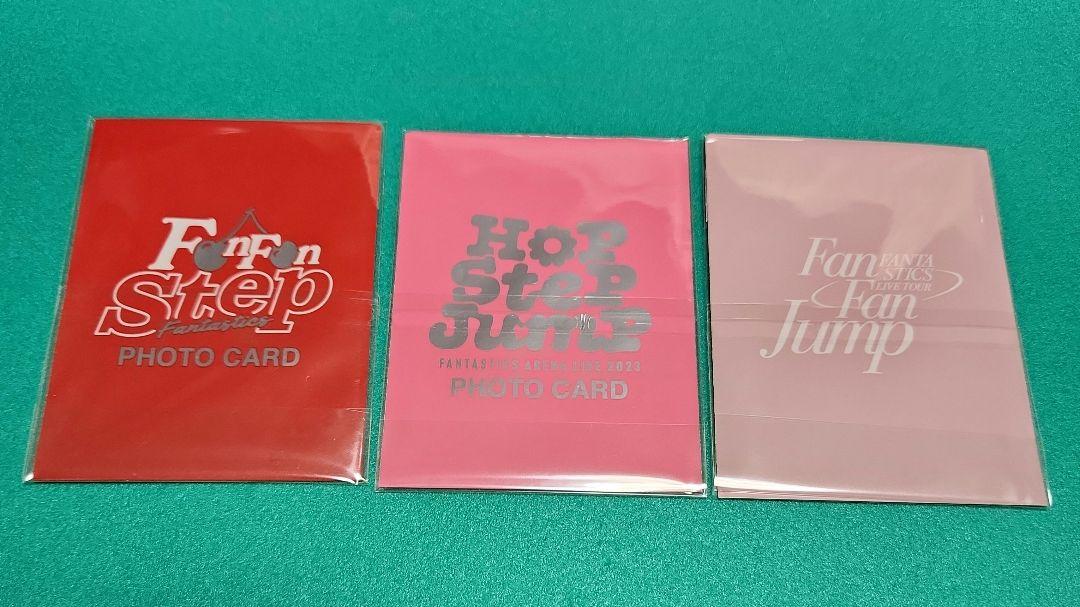 FanFan
Step
Fantastics
PHOTO CARD
HOP
STEP
JUMP
FANTASTICS ARENA LIVE 2023
PHOTO CARD
Fan FANTA
STICS
LIVE TOUR
Fan
Jump